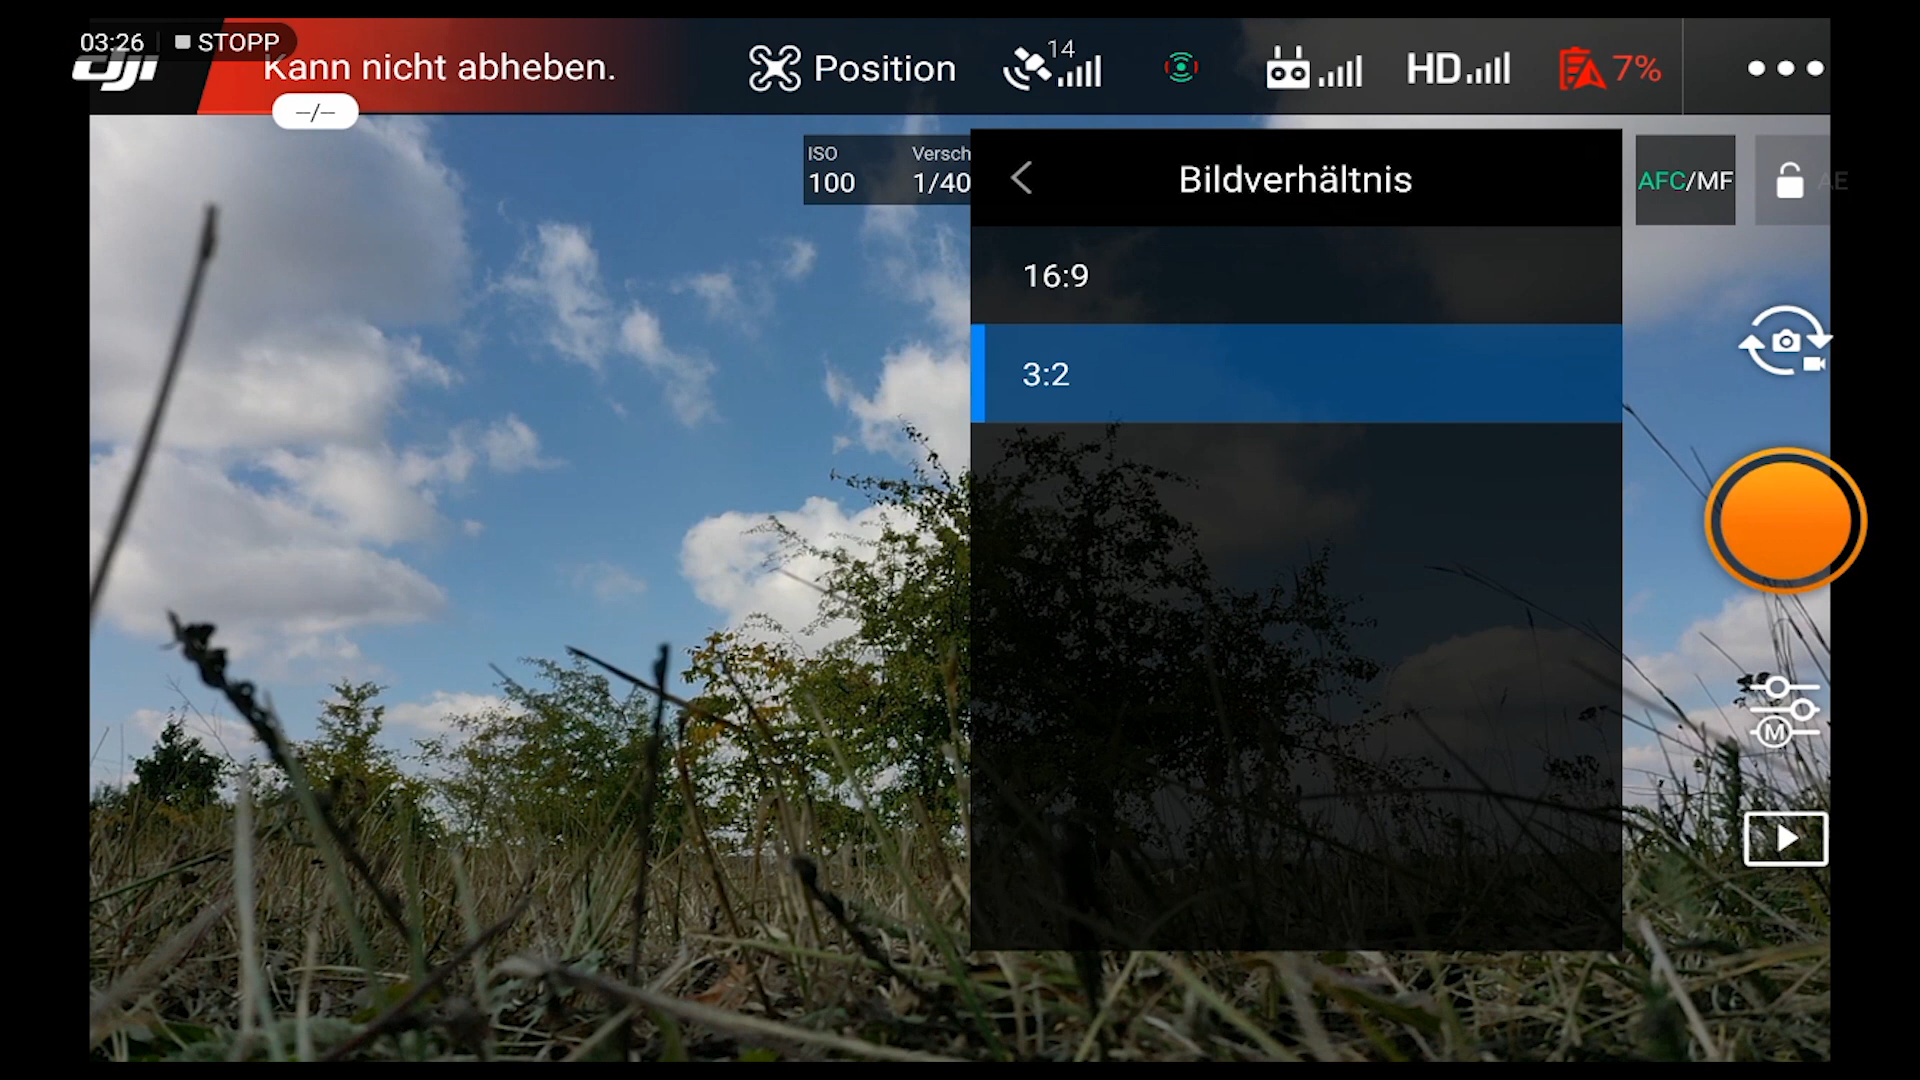 03:26 STOPP
dji
Kann nicht abheben.
--/--
Position
14
HD
7%
ISO
100
Versch
1/40
Bildverhältnis
16:9
3:2
AFC/MF
AE
M